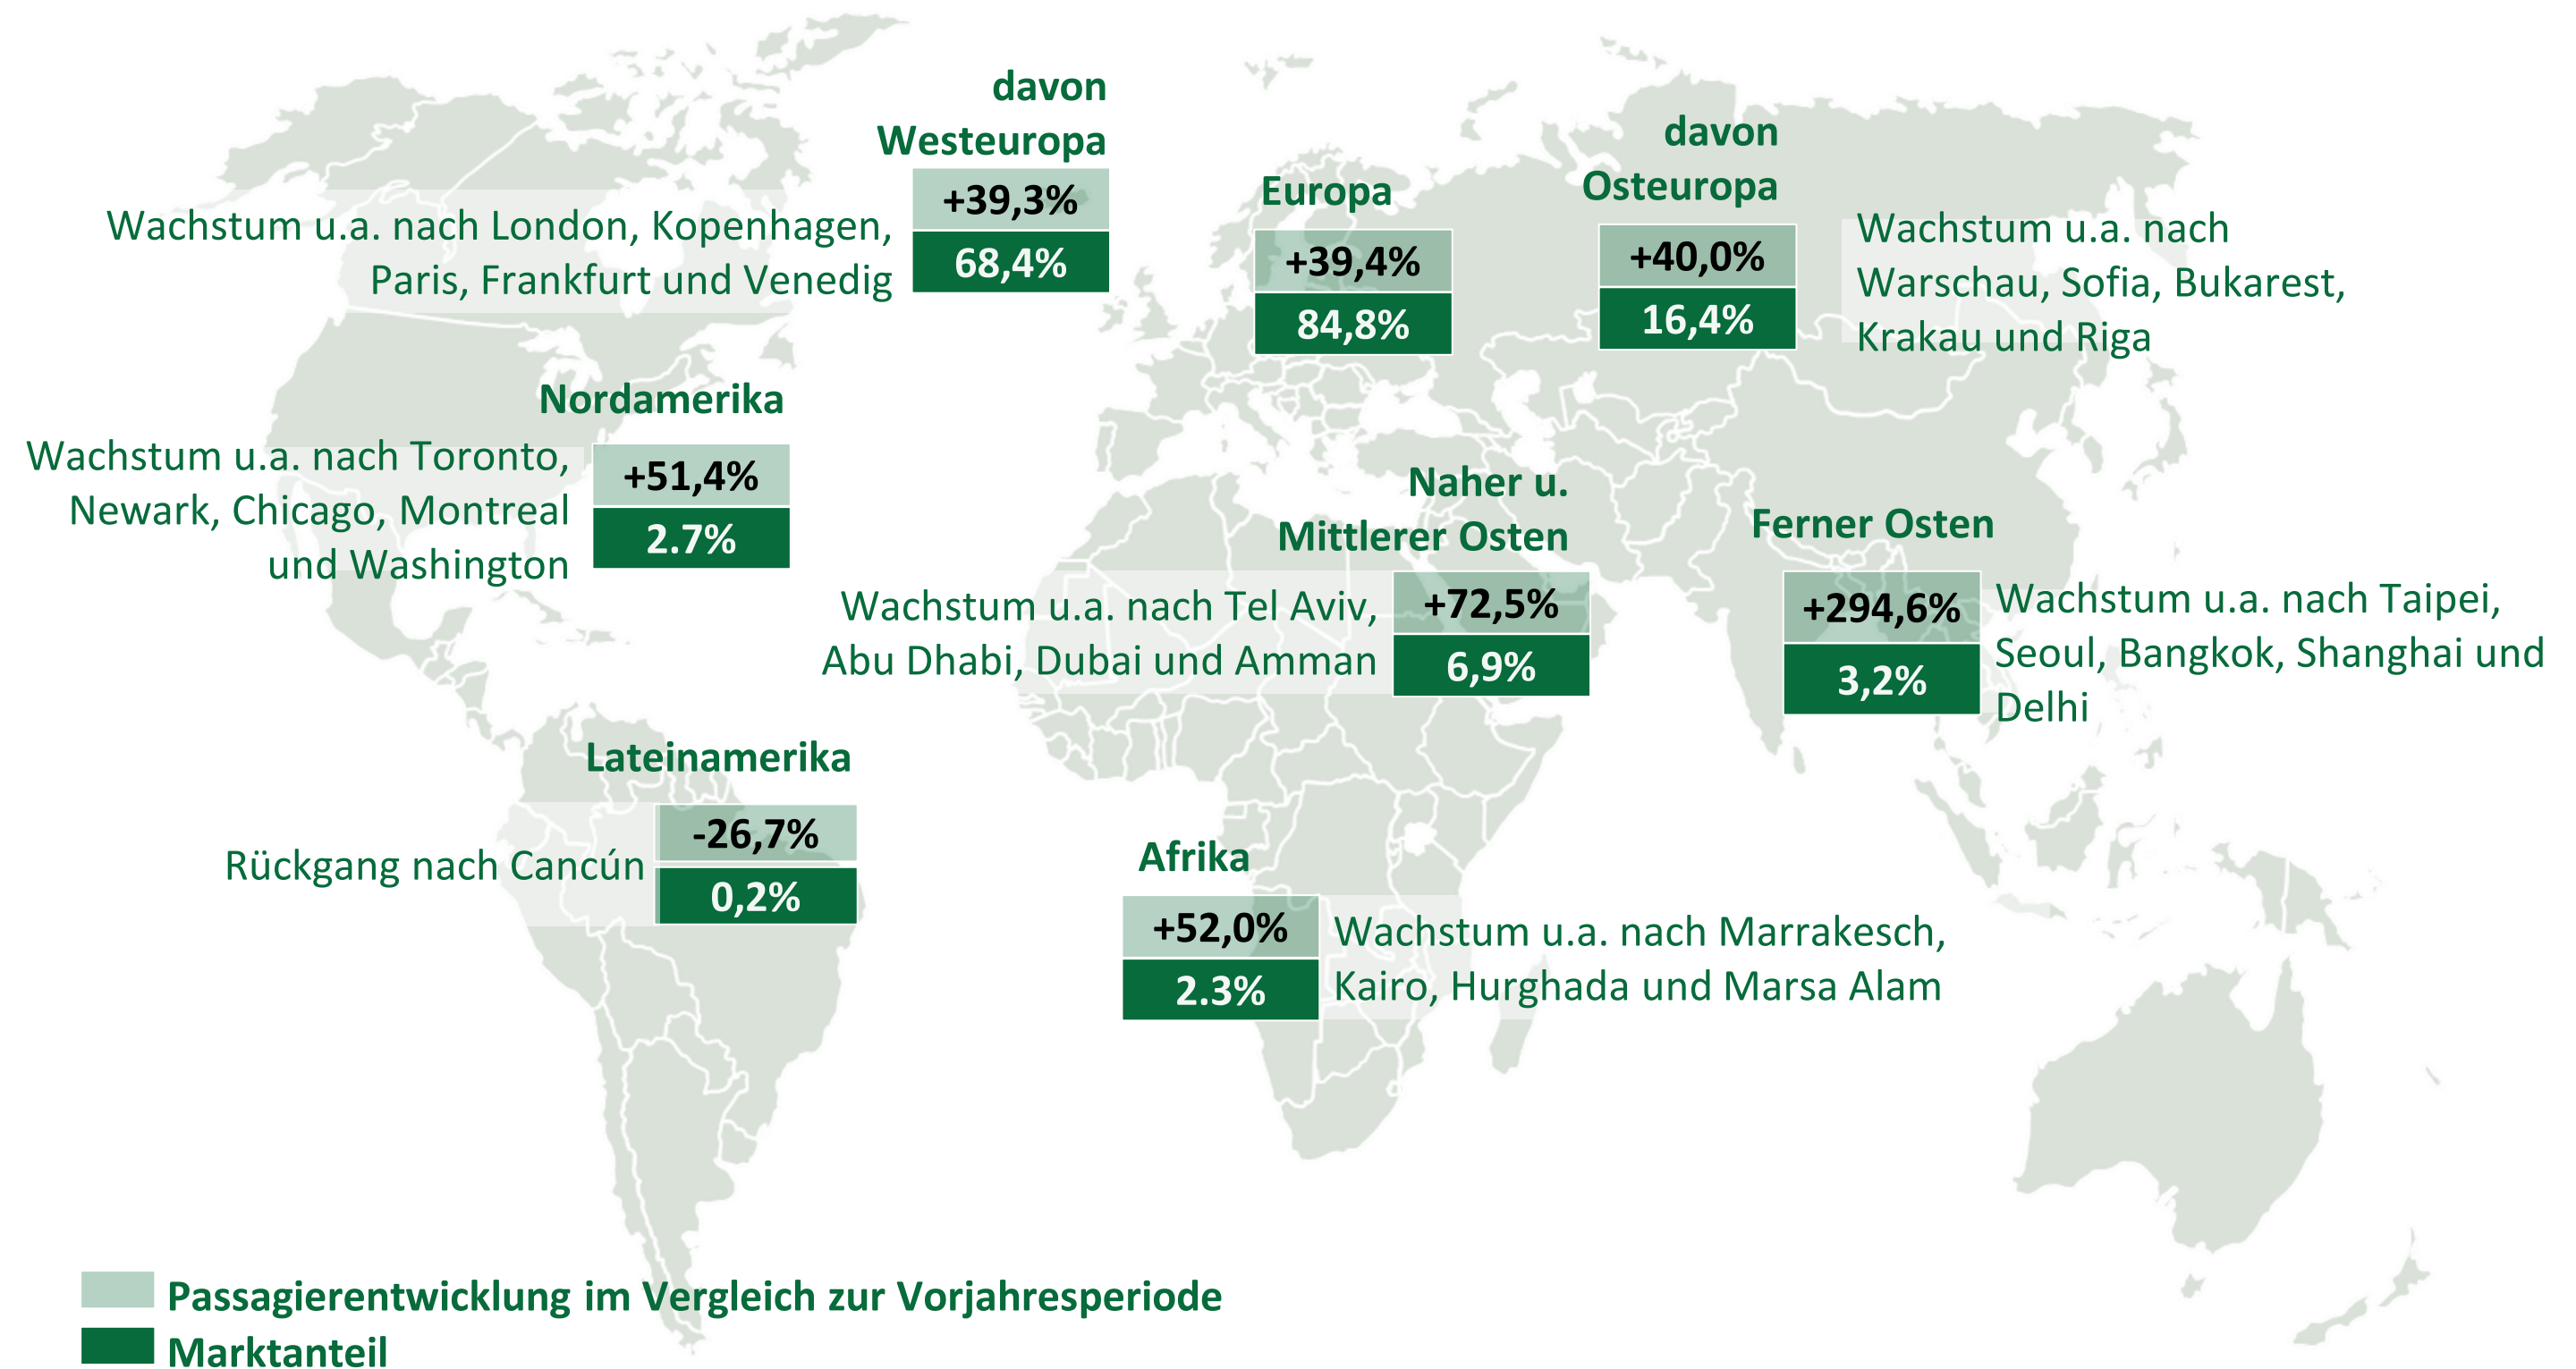 davon
Westeuropa
+39,3%
68,4%
Wachstum u.a. nach London, Kopenhagen,
Paris, Frankfurt und Venedig
Europa
+39,4%
84,8%
davon
Osteuropa
+40,0%
16,4%
Wachstum u.a. nach
Warschau, Sofia, Bukarest,
Krakau und Riga
Nordamerika
+51,4%
2.7%
Wachstum u.a. nach Toronto,
Newark, Chicago, Montreal
und Washington
Naher u.
Mittlerer Osten
+72,5%
6,9%
Wachstum u.a. nach Tel Aviv,
Abu Dhabi, Dubai und Amman
Ferner Osten
+294,6%
3,2%
Wachstum u.a. nach Taipei,
Seoul, Bangkok, Shanghai und
Delhi
Lateinamerika
-26,7%
0,2%
Rückgang nach Cancún
Afrika
+52,0%
2.3%
Wachstum u.a. nach Marrakesch,
Kairo, Hurghada und Marsa Alam
Passagierentwicklung im Vergleich zur Vorjahresperiode
Marktanteil